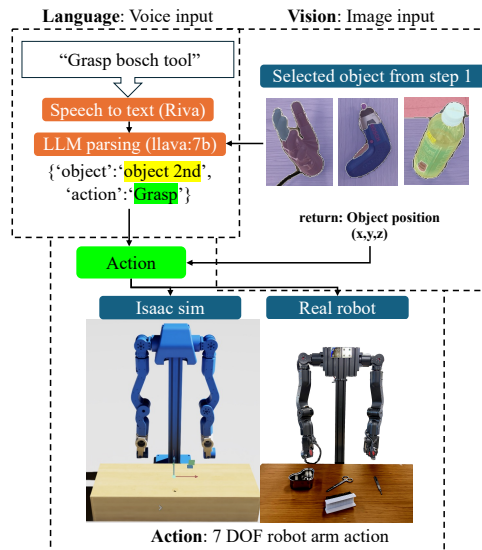 Language: Voice input
Vision: Image input
“Grasp bosch tool”
Selected object from step 1
Speech to text (Riva)
LLM parsing (llava:7b)
{‘object’:‘object 2nd’,
‘action’:‘Grasp’}
return: Object position
(x,y,z)
Action
Isaac sim
Real robot
Action: 7 DOF robot arm action